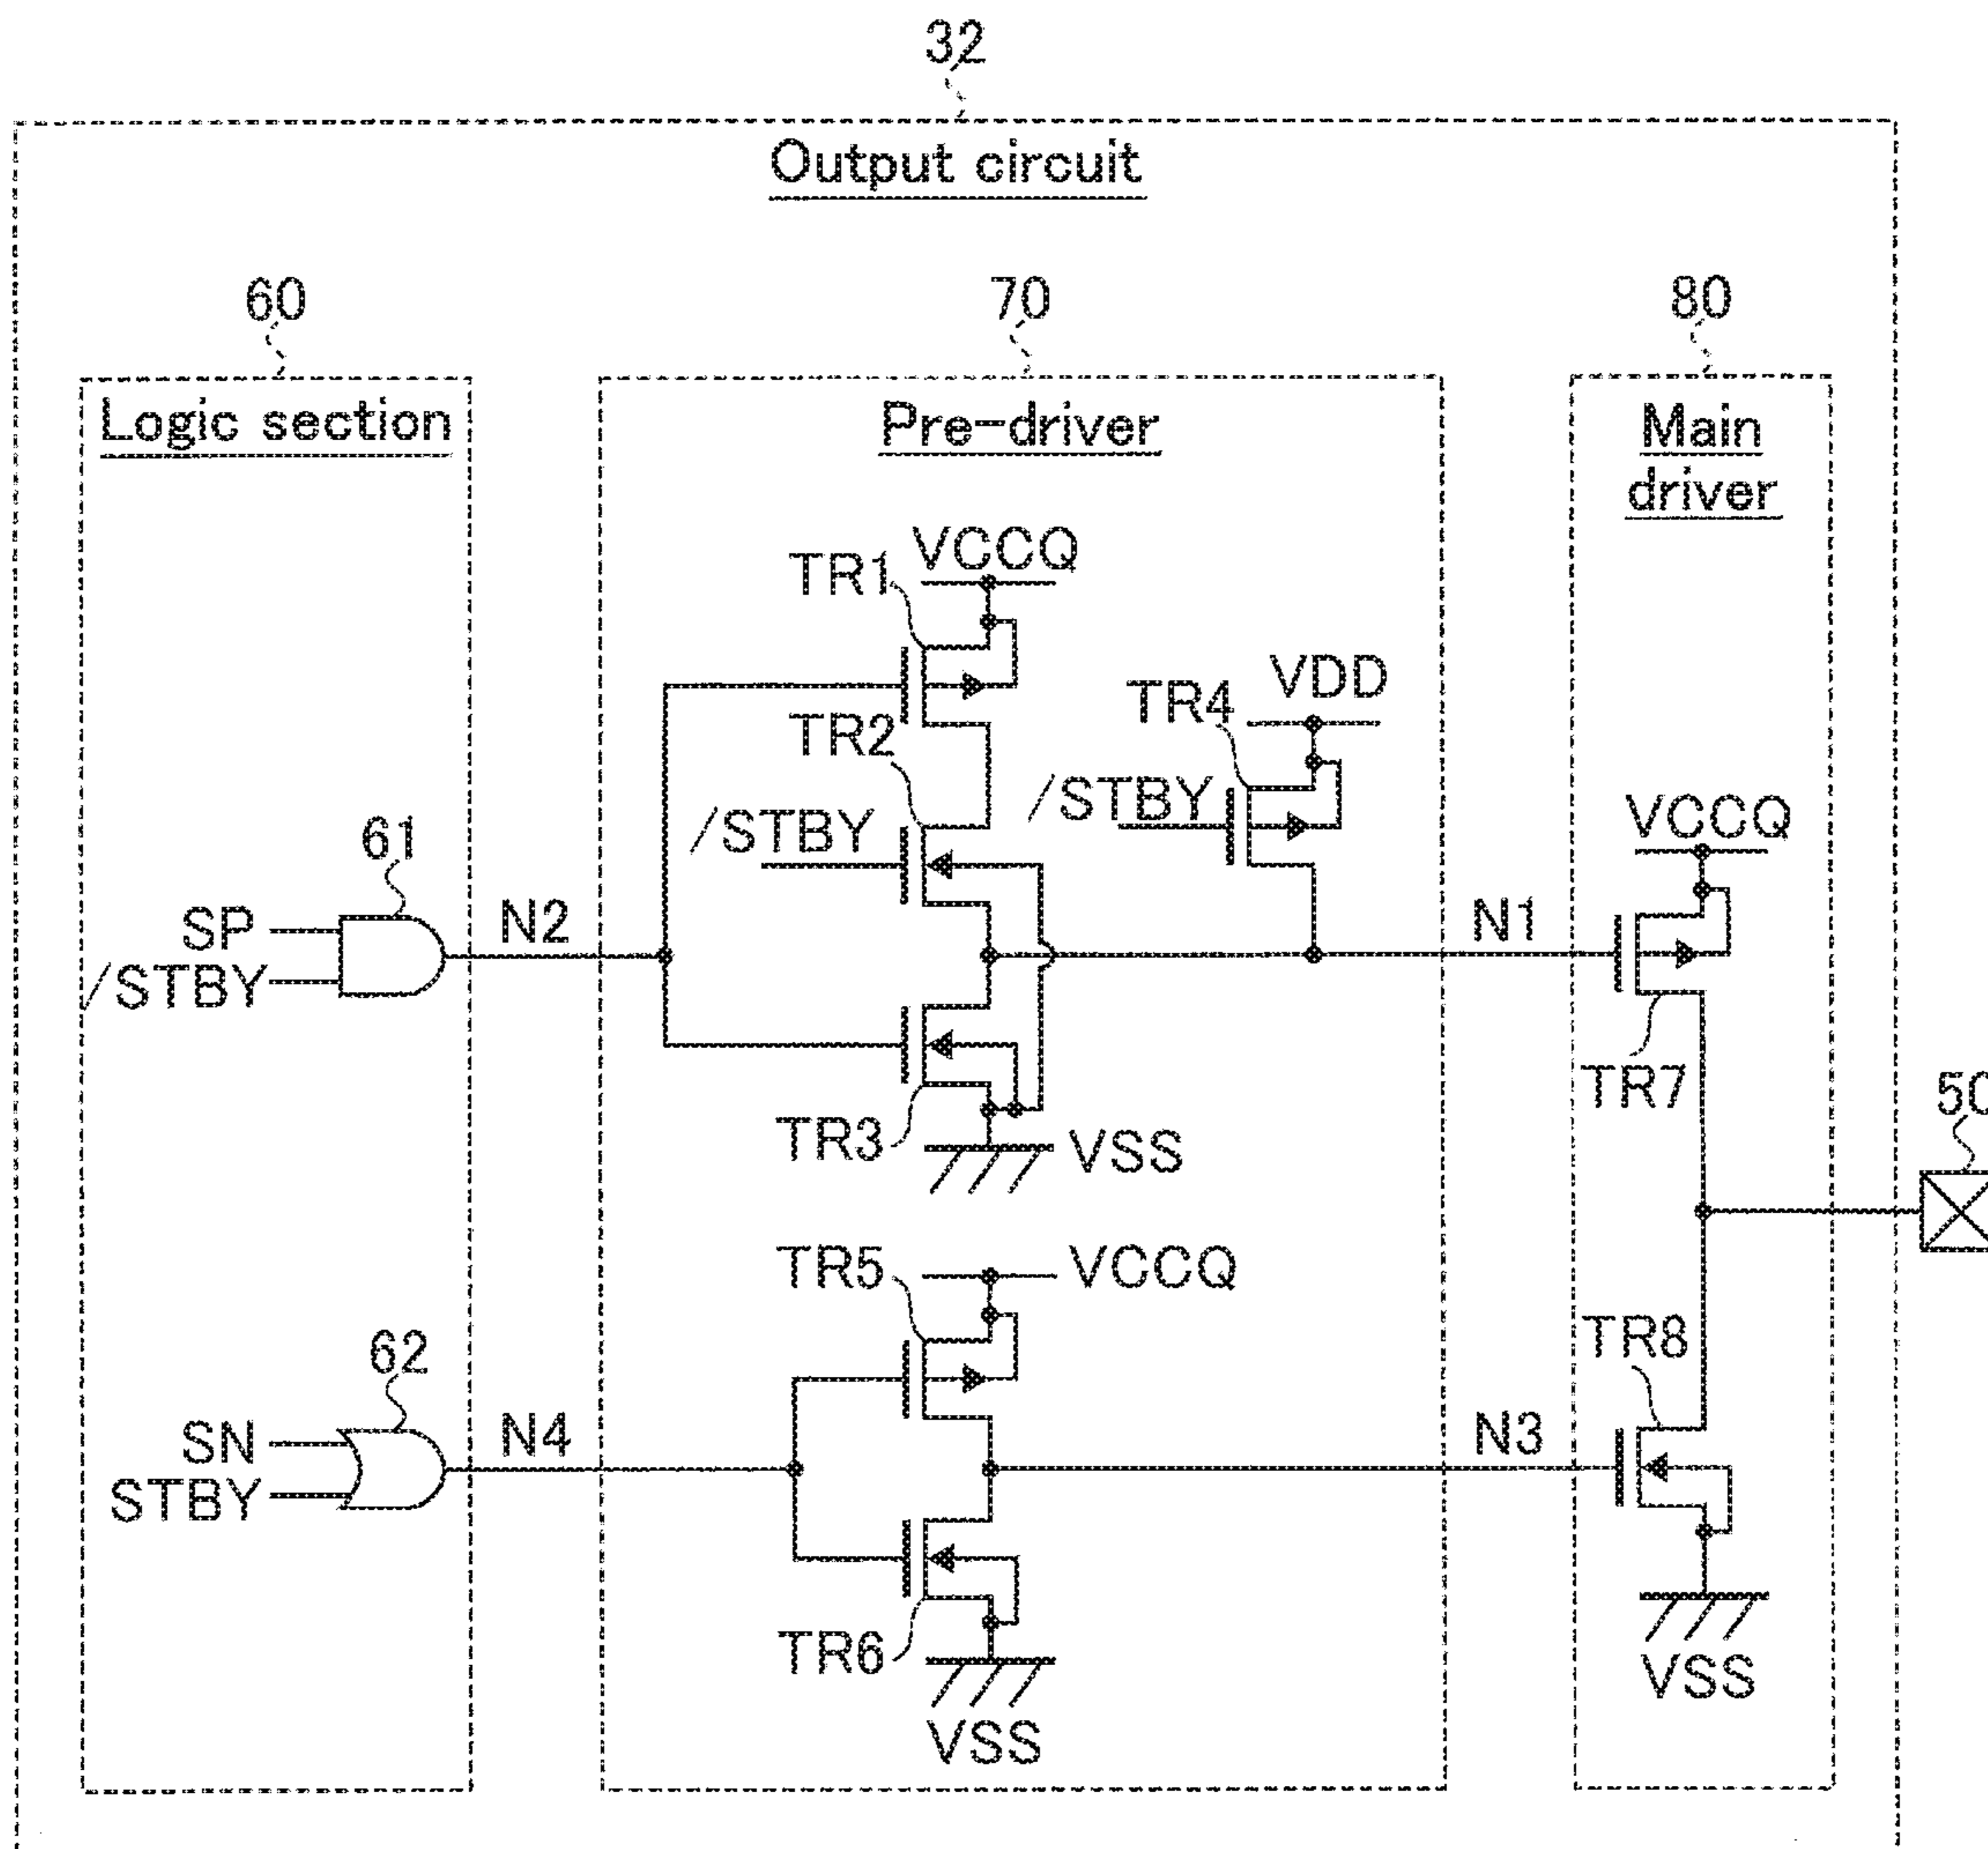 32
Output circuit
60
70
80
Logic section
Pre-driver
Main
driver
TR1
VCCQ
TR2
TR4
VDD
/STBY
/STBY
VCCQ
61
SP
/STBY
N2
N1
TR3
VSS
TR7
50
TR5
VCCQ
62
SN
STBY
N4
N3
TR8
TR6
VSS
VSS